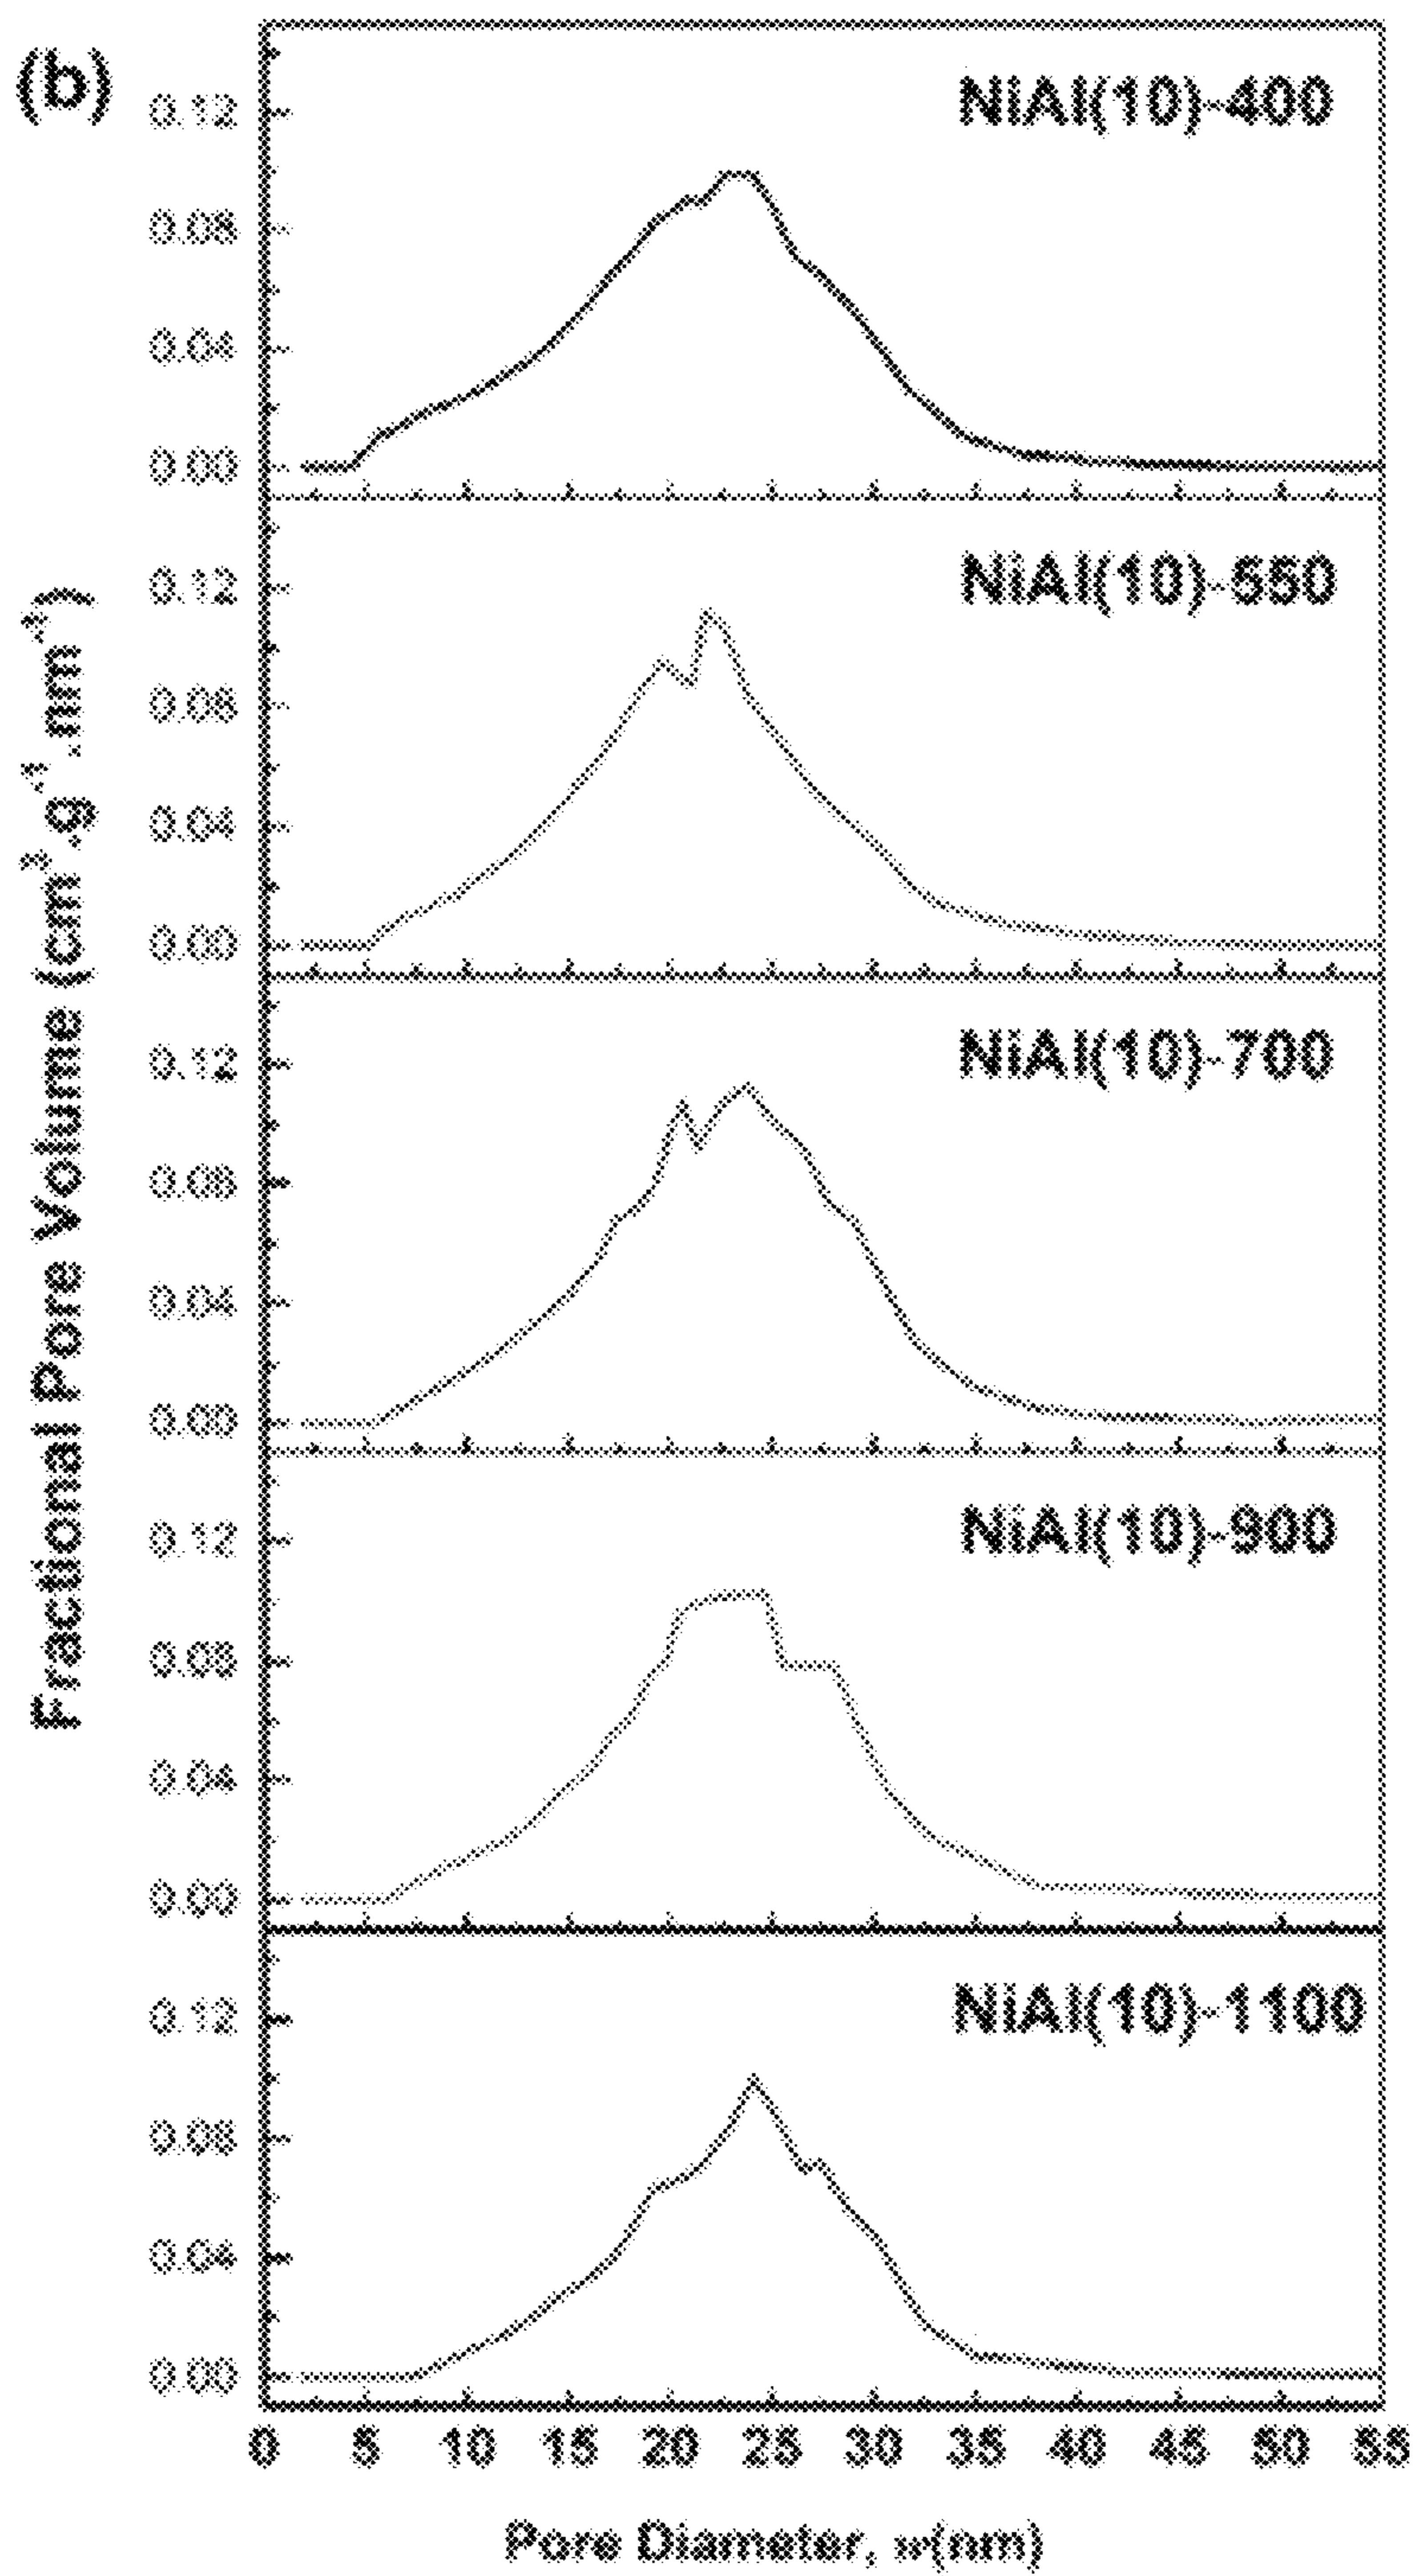 (b)
NiAl(10)-400
0.12
0.08
0.04
0.00
NiAl(10)-550
0.12
0.08
0.04
0.00
NiAl(10)-700
0.12
0.08
0.04
0.00
NiAl(10)-900
0.12
0.08
0.04
0.00
NiAl(10)-1100
0.12
0.08
0.04
0.00
Fractional Pore Volume (cm³.g⁻¹.nm⁻¹)
0 5 10 15 20 25 30 35 40 45 50 55
Pore Diameter, w(nm)